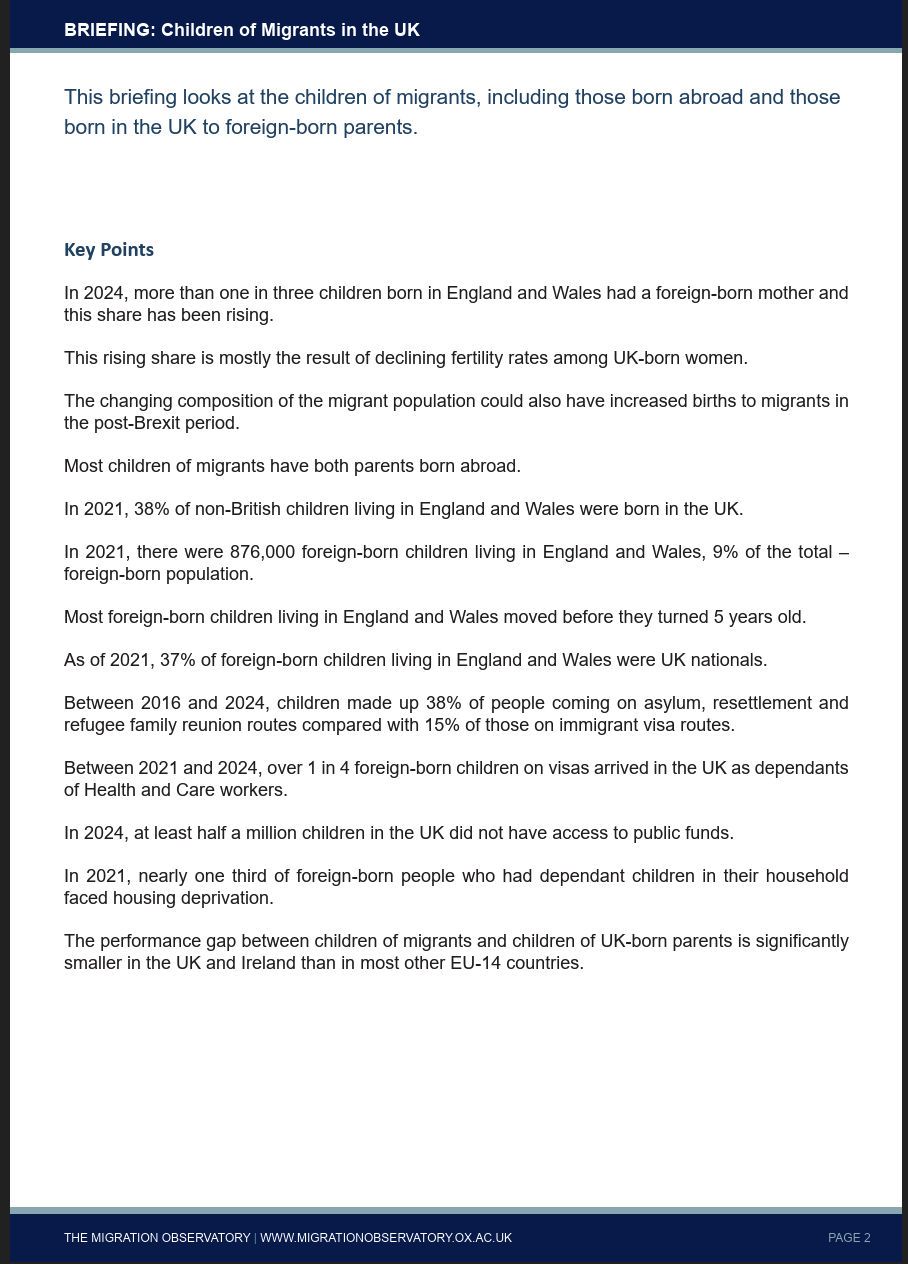 BRIEFING: Children of Migrants in the UK
This briefing looks at the children of migrants, including those born abroad and those
born in the UK to foreign-born parents.
Key Points
In 2024, more than one in three children born in England and Wales had a foreign-born mother and
this share has been rising.
This rising share is mostly the result of declining fertility rates among UK-born women.
The changing composition of the migrant population could also have increased births to migrants in
the post-Brexit period.
Most children of migrants have both parents born abroad.
In 2021, 38% of non-British children living in England and Wales were born in the UK.
In 2021, there were 876,000 foreign-born children living in England and Wales, 9% of the total –
foreign-born population.
Most foreign-born children living in England and Wales moved before they turned 5 years old.
As of 2021, 37% of foreign-born children living in England and Wales were UK nationals.
Between 2016 and 2024, children made up 38% of people coming on asylum, resettlement and
refugee family reunion routes compared with 15% of those on immigrant visa routes.
Between 2021 and 2024, over 1 in 4 foreign-born children on visas arrived in the UK as dependants
of Health and Care workers.
In 2024, at least half a million children in the UK did not have access to public funds.
In 2021, nearly one third of foreign-born people who had dependant children in their household
faced housing deprivation.
The performance gap between children of migrants and children of UK-born parents is significantly
smaller in the UK and Ireland than in most other EU-14 countries.
THE MIGRATION OBSERVATORY | WWW.MIGRATIONOBSERVATORY.OX.AC.UK PAGE 2